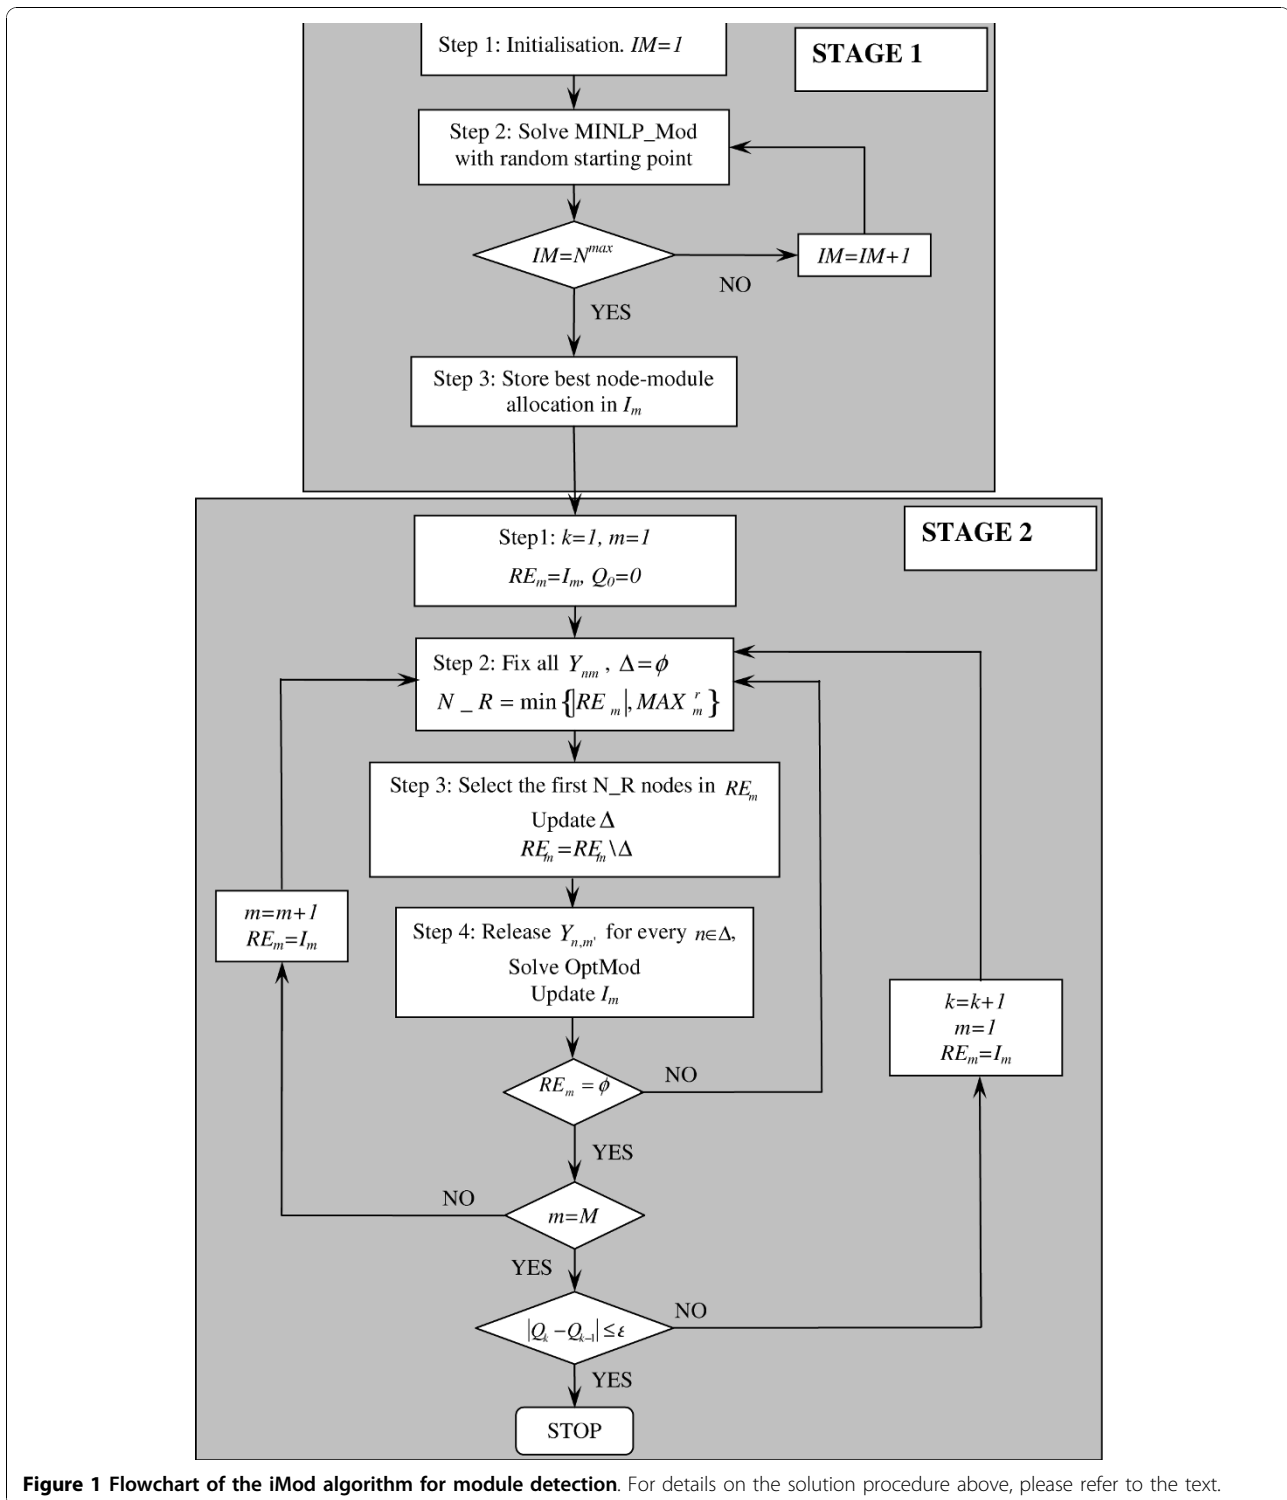 Step 1: Initialisation. IM=1
STAGE 1
Step 2: Solve MINLP_Mod
with random starting point
IM=N^max
IM=IM+1
NO
YES
Step 3: Store best node-module
allocation in I_m
Step1: k=1, m=1
STAGE 2
RE_m=I_m, Q_0=0
Step 2: Fix all Y_nm , Δ=ϕ
N _ R = min {|RE_m|, MAX_m^r}
Step 3: Select the first N_R nodes in RE_m
Update Δ
RE_m=RE_m\Δ
m=m+1
RE_m=I_m
Step 4: Release Y_n,m' for every n∈Δ,
Solve OptMod
Update I_m
k=k+1
m=1
RE_m=I_m
RE_m = ϕ
NO
YES
NO
m=M
YES
|Q_k −Q_k−1| ≤ ε
NO
YES
STOP
Figure 1 Flowchart of the iMod algorithm for module detection. For details on the solution procedure above, please refer to the text.